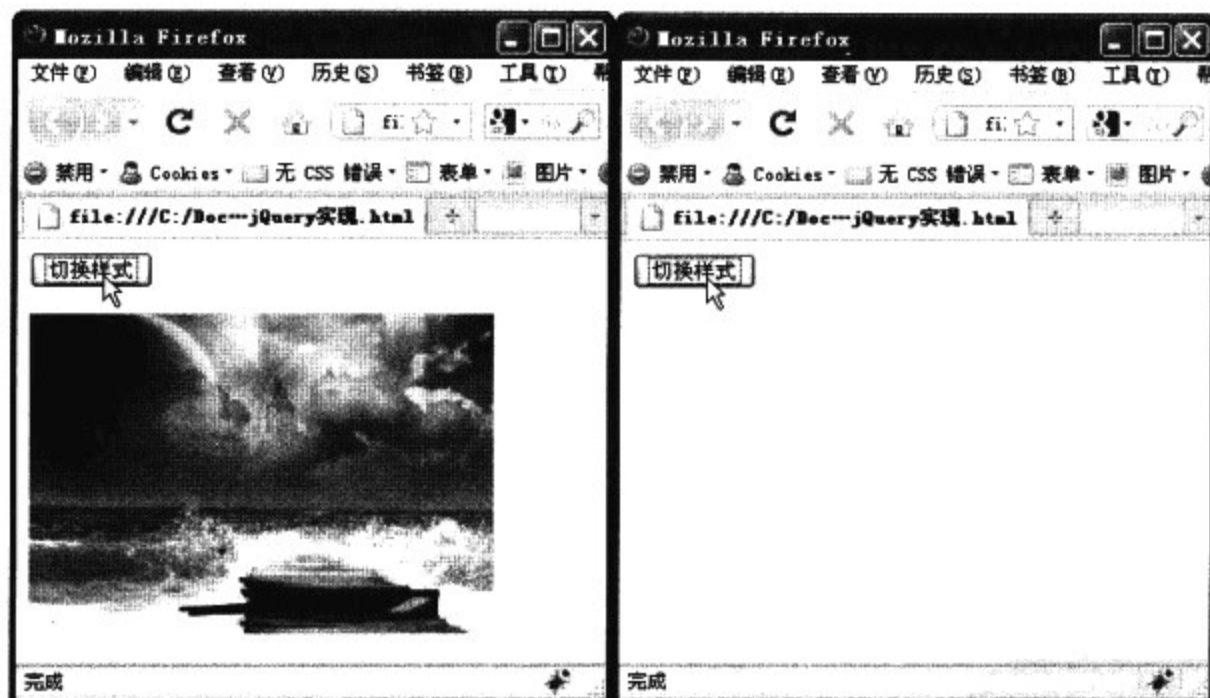 Mozilla Firefox
文件(F) 编辑(E) 查看(V) 历史(S) 书签(B) 工具(T) 帮
fi
禁用 Cookies 无 CSS 错误 表单 图片
file:///C:/Doc…jQuery实现.html
切换样式
完成
Mozilla Firefox
文件(F) 编辑(E) 查看(V) 历史(S) 书签(B) 工具(T) 帮
fi
禁用 Cookies 无 CSS 错误 表单 图片
file:///C:/Doc…jQuery实现.html
切换样式
完成